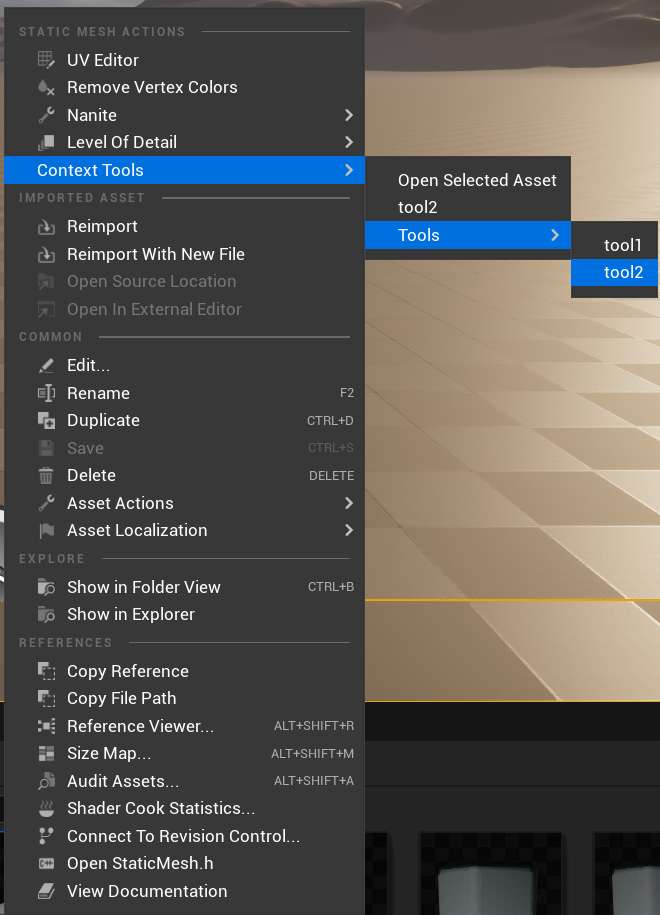 STATIC MESH ACTIONS
UV Editor
Remove Vertex Colors
Nanite
Level Of Detail
Context Tools
Open Selected Asset
tool2
Tools
tool1
tool2
IMPORTED ASSET
Reimport
Reimport With New File
Open Source Location
Open In External Editor
COMMON
Edit...
Rename F2
Duplicate CTRL+D
Save CTRL+S
Delete DELETE
Asset Actions
Asset Localization
EXPLORE
Show in Folder View CTRL+B
Show in Explorer
REFERENCES
Copy Reference
Copy File Path
Reference Viewer... ALT+SHIFT+R
Size Map... ALT+SHIFT+M
Audit Assets... ALT+SHIFT+A
Shader Cook Statistics...
Connect To Revision Control...
Open StaticMesh.h
View Documentation